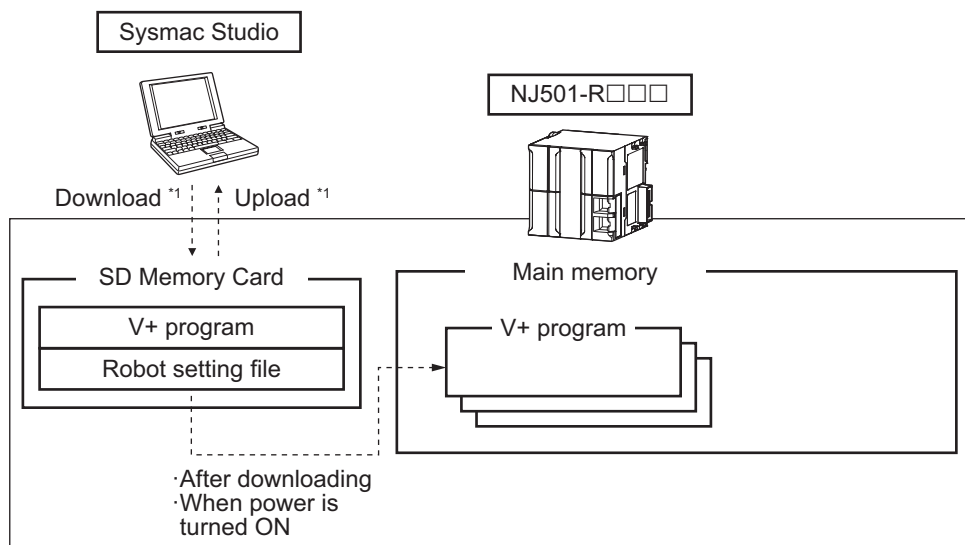 Sysmac Studio
NJ501-R□□□
Download *1
Upload *1
SD Memory Card
V+ program
Robot setting file
Main memory
V+ program
·After downloading
·When power is
turned ON